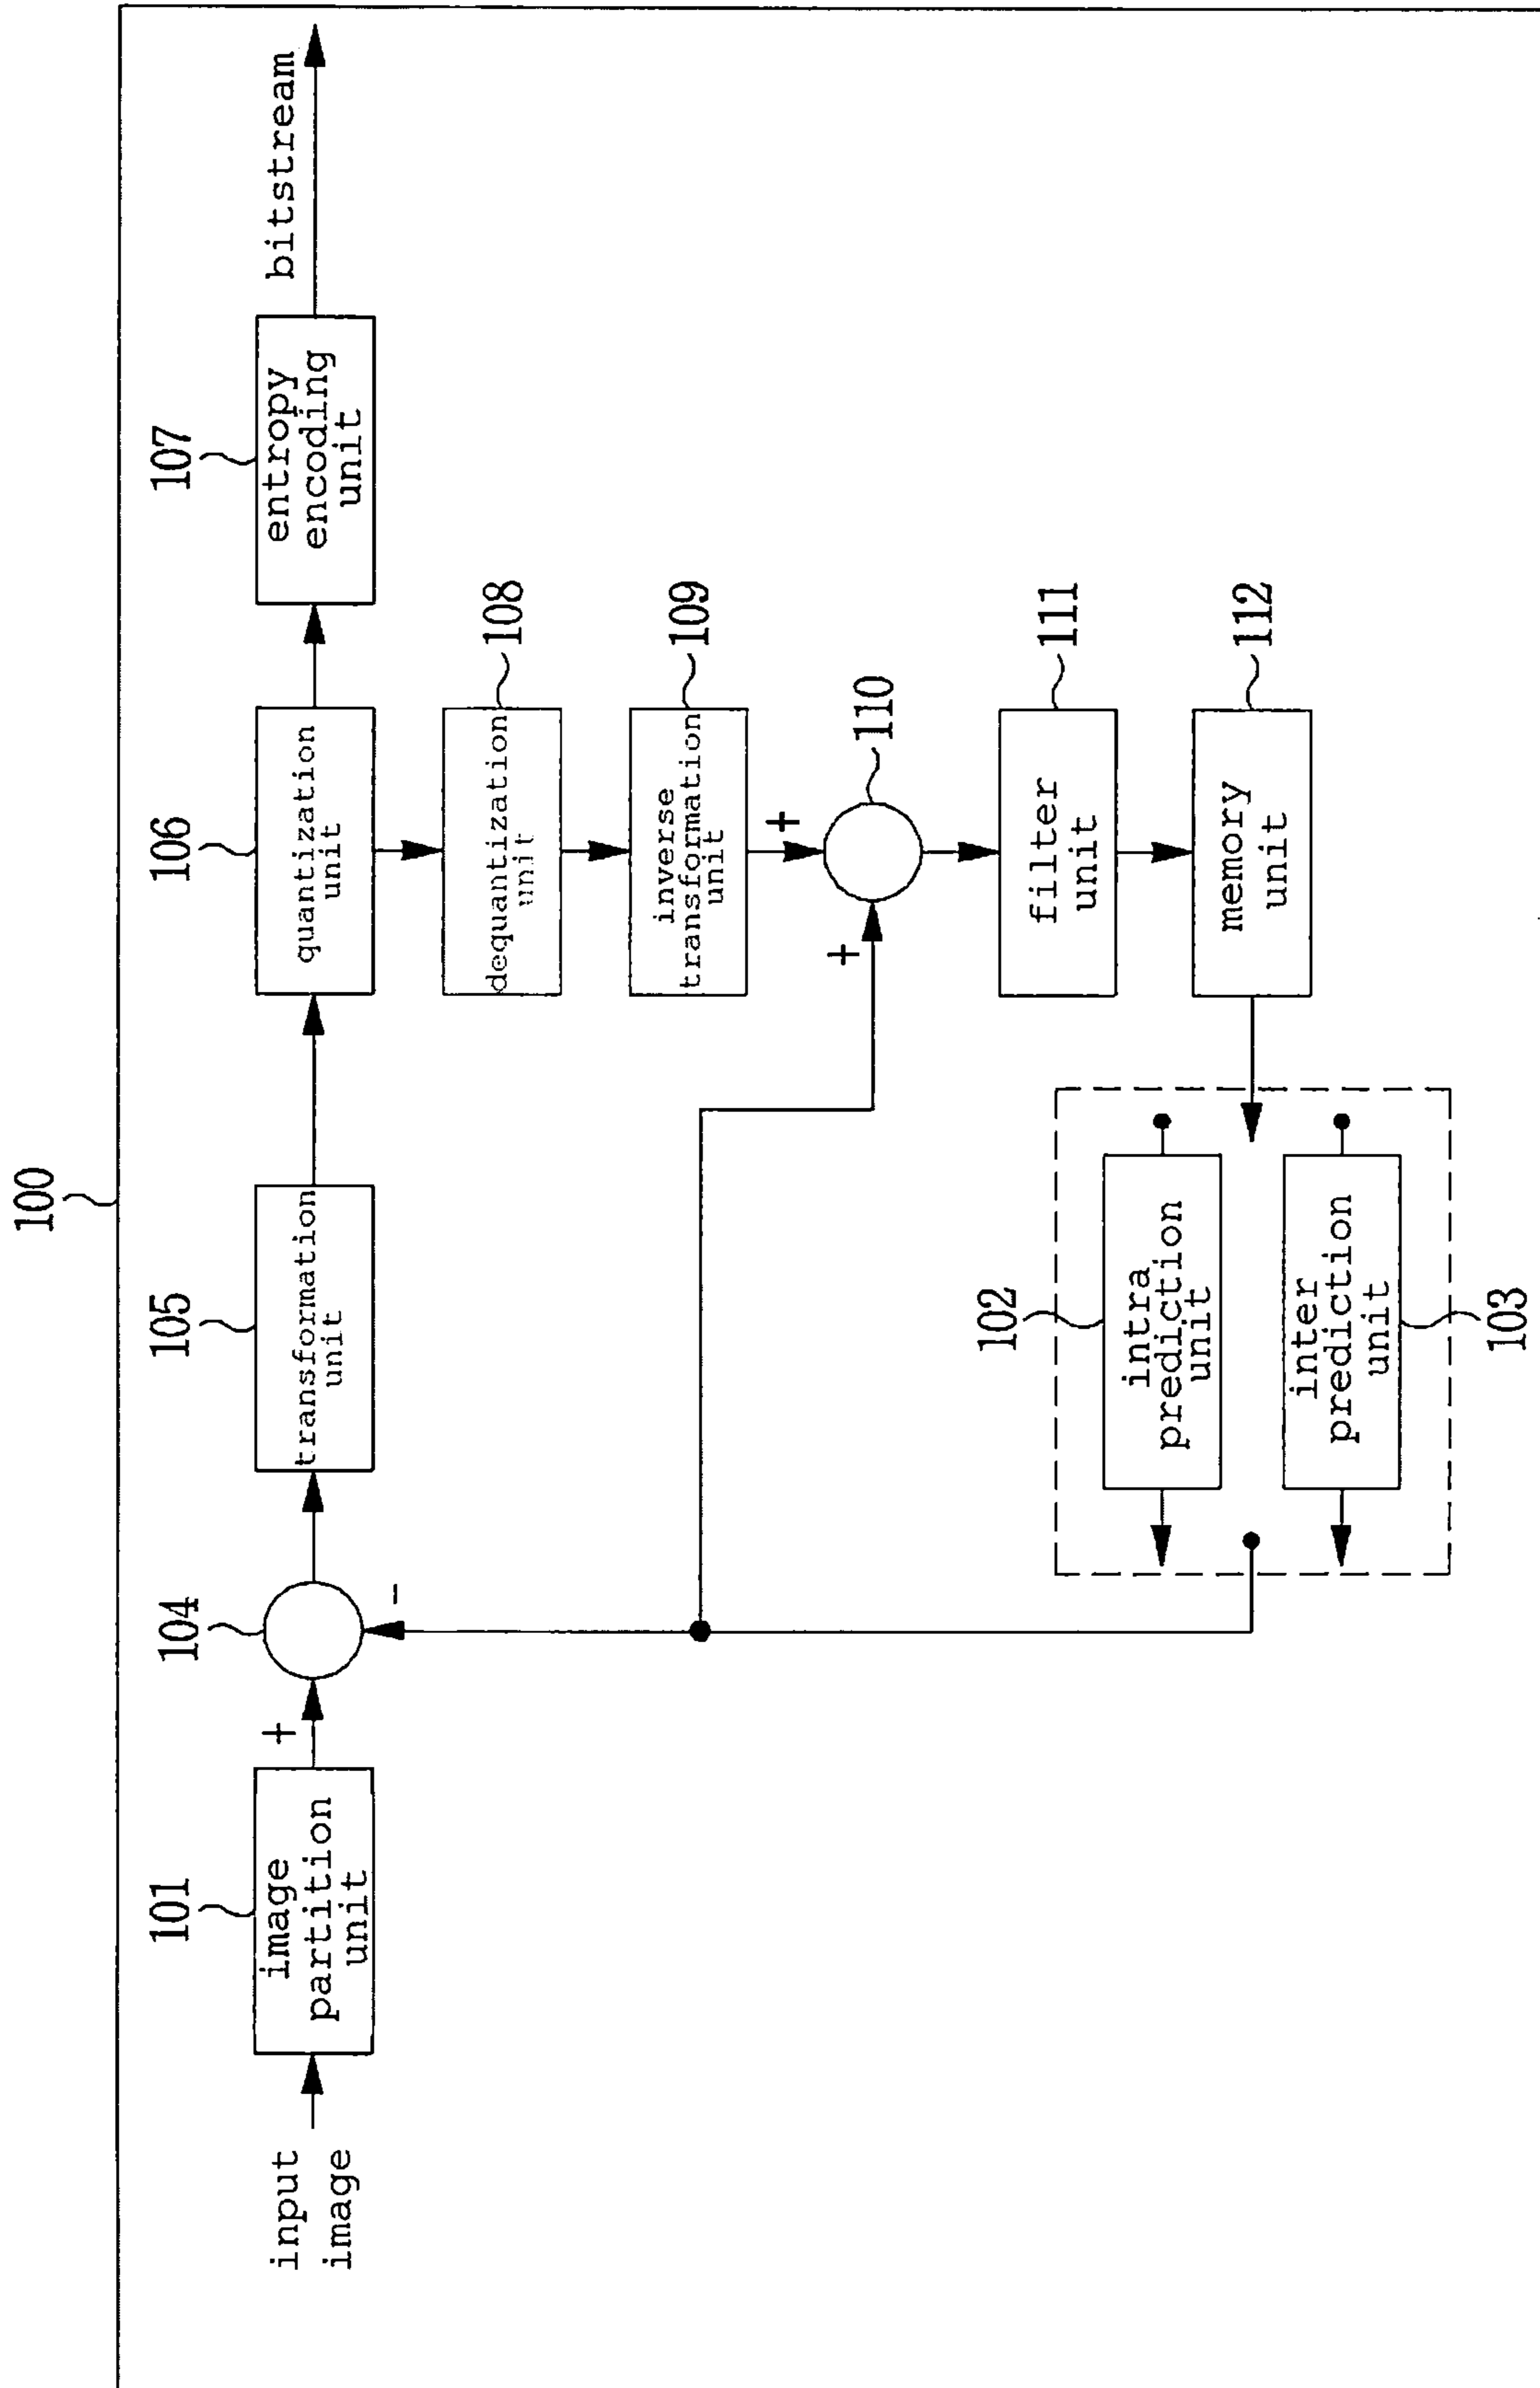 100
101
104
105
106
107
input
image
image
partition
unit
+
-
transformation
unit
quantization
unit
entropy
encoding
unit
bitstream
dequantization
unit
108
inverse
transformation
unit
109
+
+
110
filter
unit
111
memory
unit
112
102
intra
prediction
unit
inter
prediction
unit
103